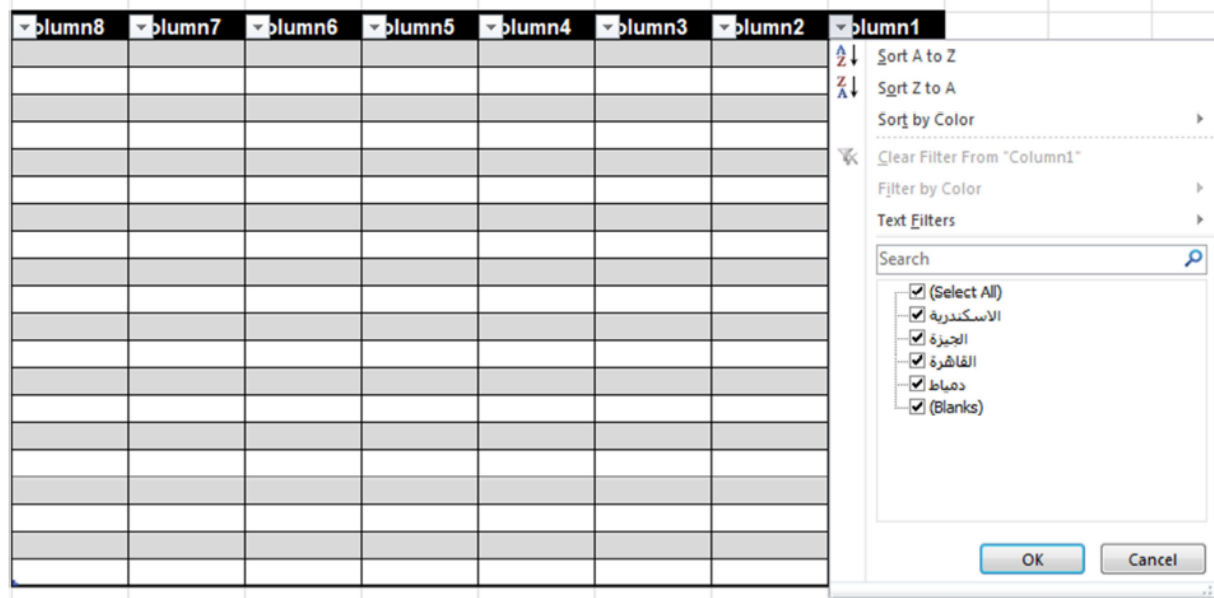 olumn8 olumn7 olumn6 olumn5 olumn4 olumn3 olumn2 olumn1
Sort A to Z
Sort Z to A
Sort by Color
Clear Filter From "Column1"
Filter by Color
Text Filters
Search
(Select All)
الاسكندرية
الجيزة
القاهرة
دمياط
(Blanks)
OK Cancel